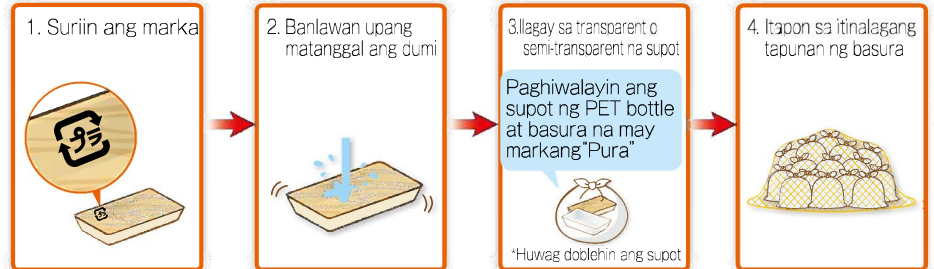 1. Suriin ang marka
プラ
2. Banlawan upang
matanggal ang dumi
3.Ilagay sa transparent o
semi-transparent na supot
Paghiwalayin ang
supot ng PET bottle
at basura na may
markang“Pura”
*Huwag doblehin ang supot
4. Itapon sa itinalagang
tapunan ng basura